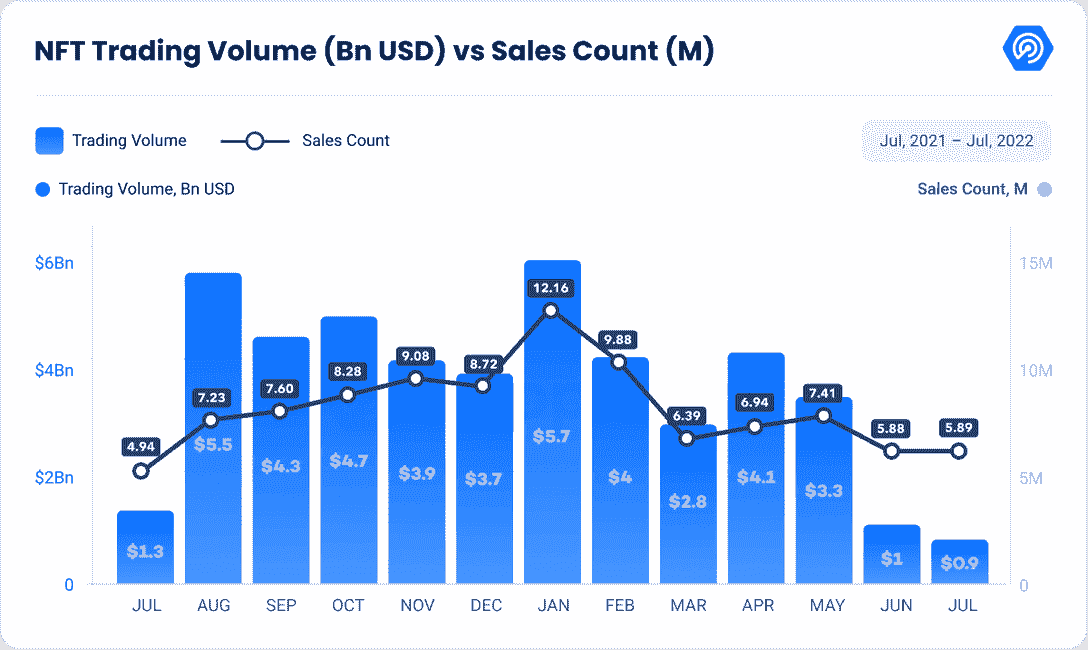 NFT Trading Volume (Bn USD) vs Sales Count (M)
Trading Volume
Sales Count
Jul, 2021 – Jul, 2022
Trading Volume, Bn USD
Sales Count, M
$6Bn
$4Bn
$2Bn
0
15M
10M
5M
0
4.94
7.23
7.60
8.28
9.08
8.72
12.16
9.88
6.39
6.94
7.41
5.88
5.89
$1.3
$5.5
$4.3
$4.7
$3.9
$3.7
$5.7
$4
$2.8
$4.1
$3.3
$1
$0.9
JUL AUG SEP OCT NOV DEC JAN FEB MAR APR MAY JUN JUL